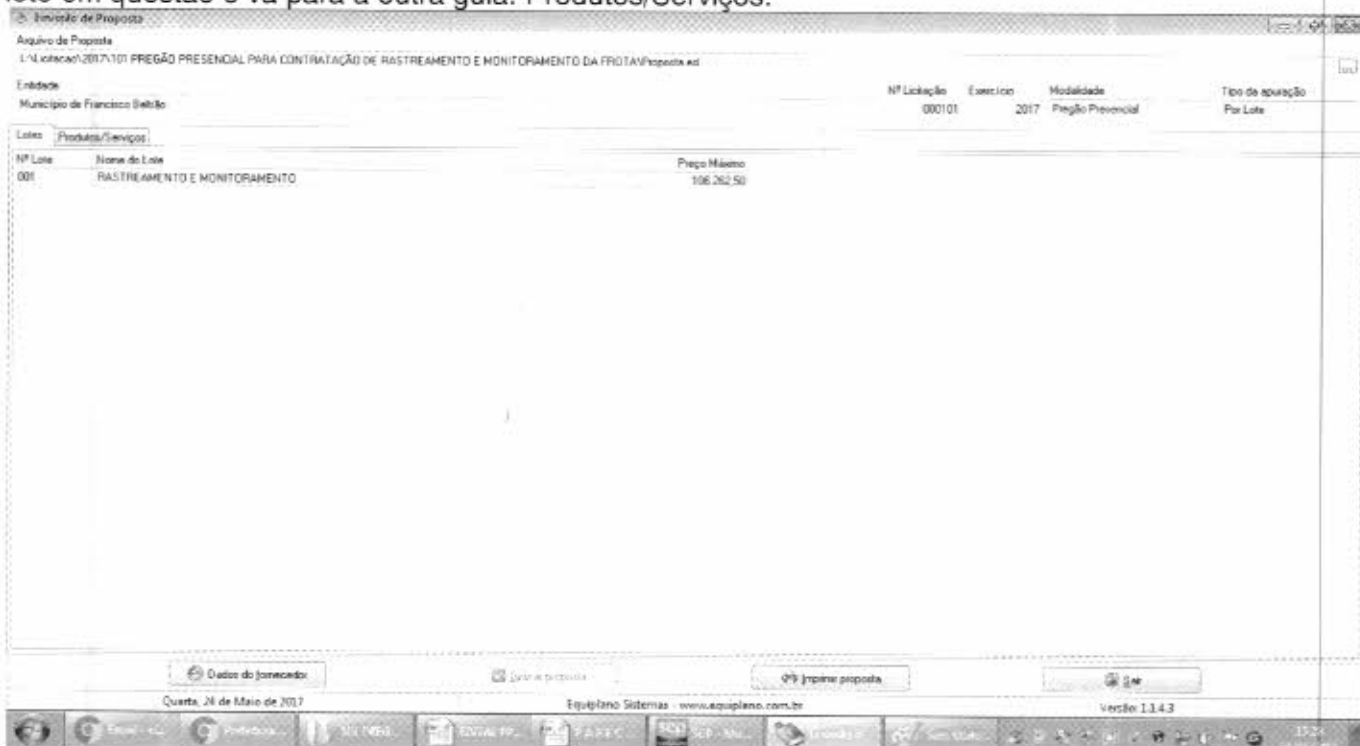 lote em questão e vá para a outra guia: Produtos/Serviços.
Emissão de Proposta
Arquivo de Proposta
L:\Licitacao\2017\101 PREGÃO PRESENCIAL PARA CONTRATAÇÃO DE RASTREAMENTO E MONITORAMENTO DA FROTA\Proposta.esl
Entidade Nº Licitação Exercício Modalidade Tipo de apuração
Município de Francisco Beltrão 000101 2017 Pregão Presencial Por Lote
Lotes Produtos/Serviços
Nº Lote Nome do Lote Preço Máximo
001 RASTREAMENTO E MONITORAMENTO 106.262,50
Dados do fornecedor Imprimir proposta Sair
Quarta, 24 de Maio de 2017 Equiplano Sistemas - www.equiplano.com.br Versão: 1.1.4.3